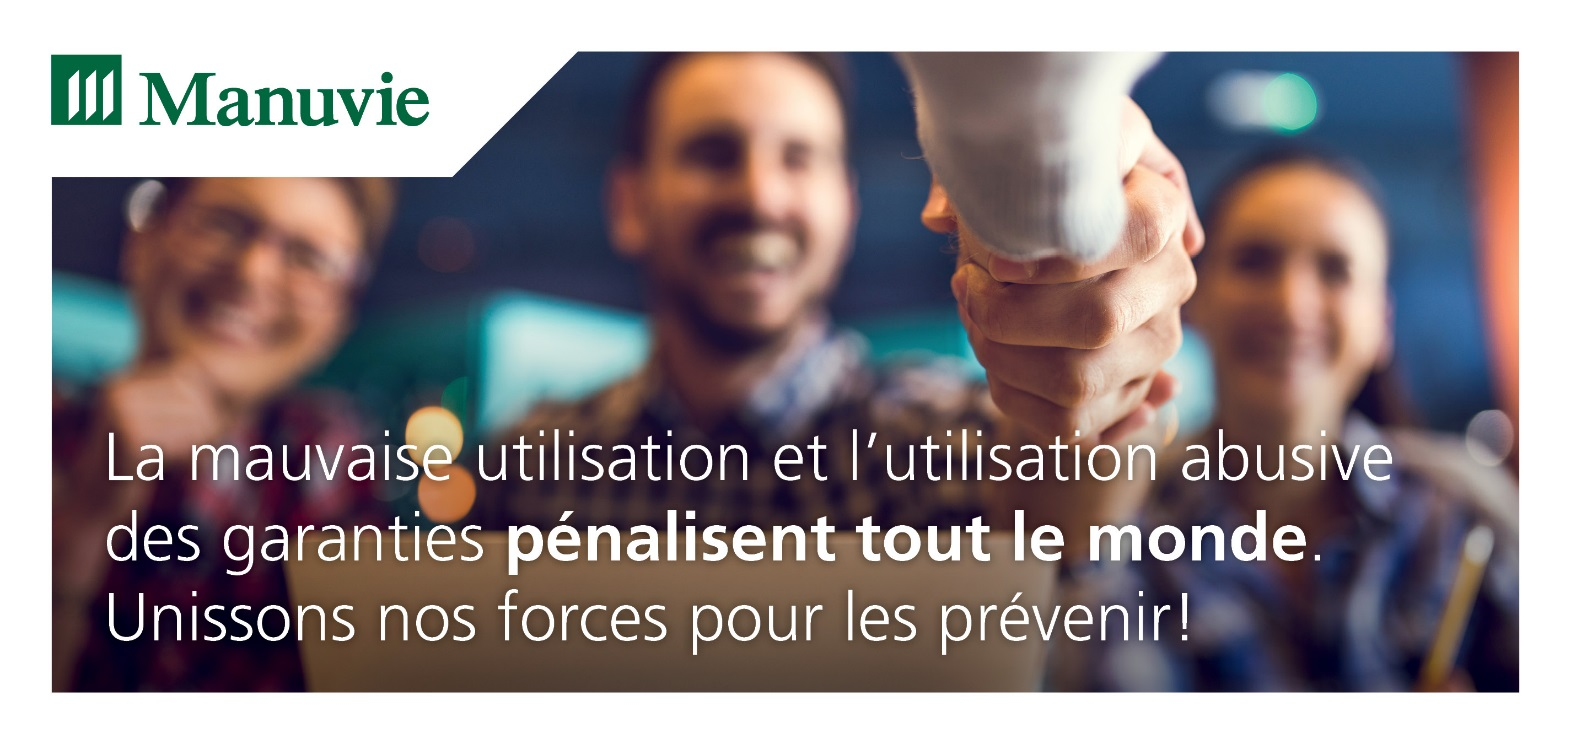 Manuvie
La mauvaise utilisation et l’utilisation abusive
des garanties pénalisent tout le monde.
Unissons nos forces pour les prévenir!